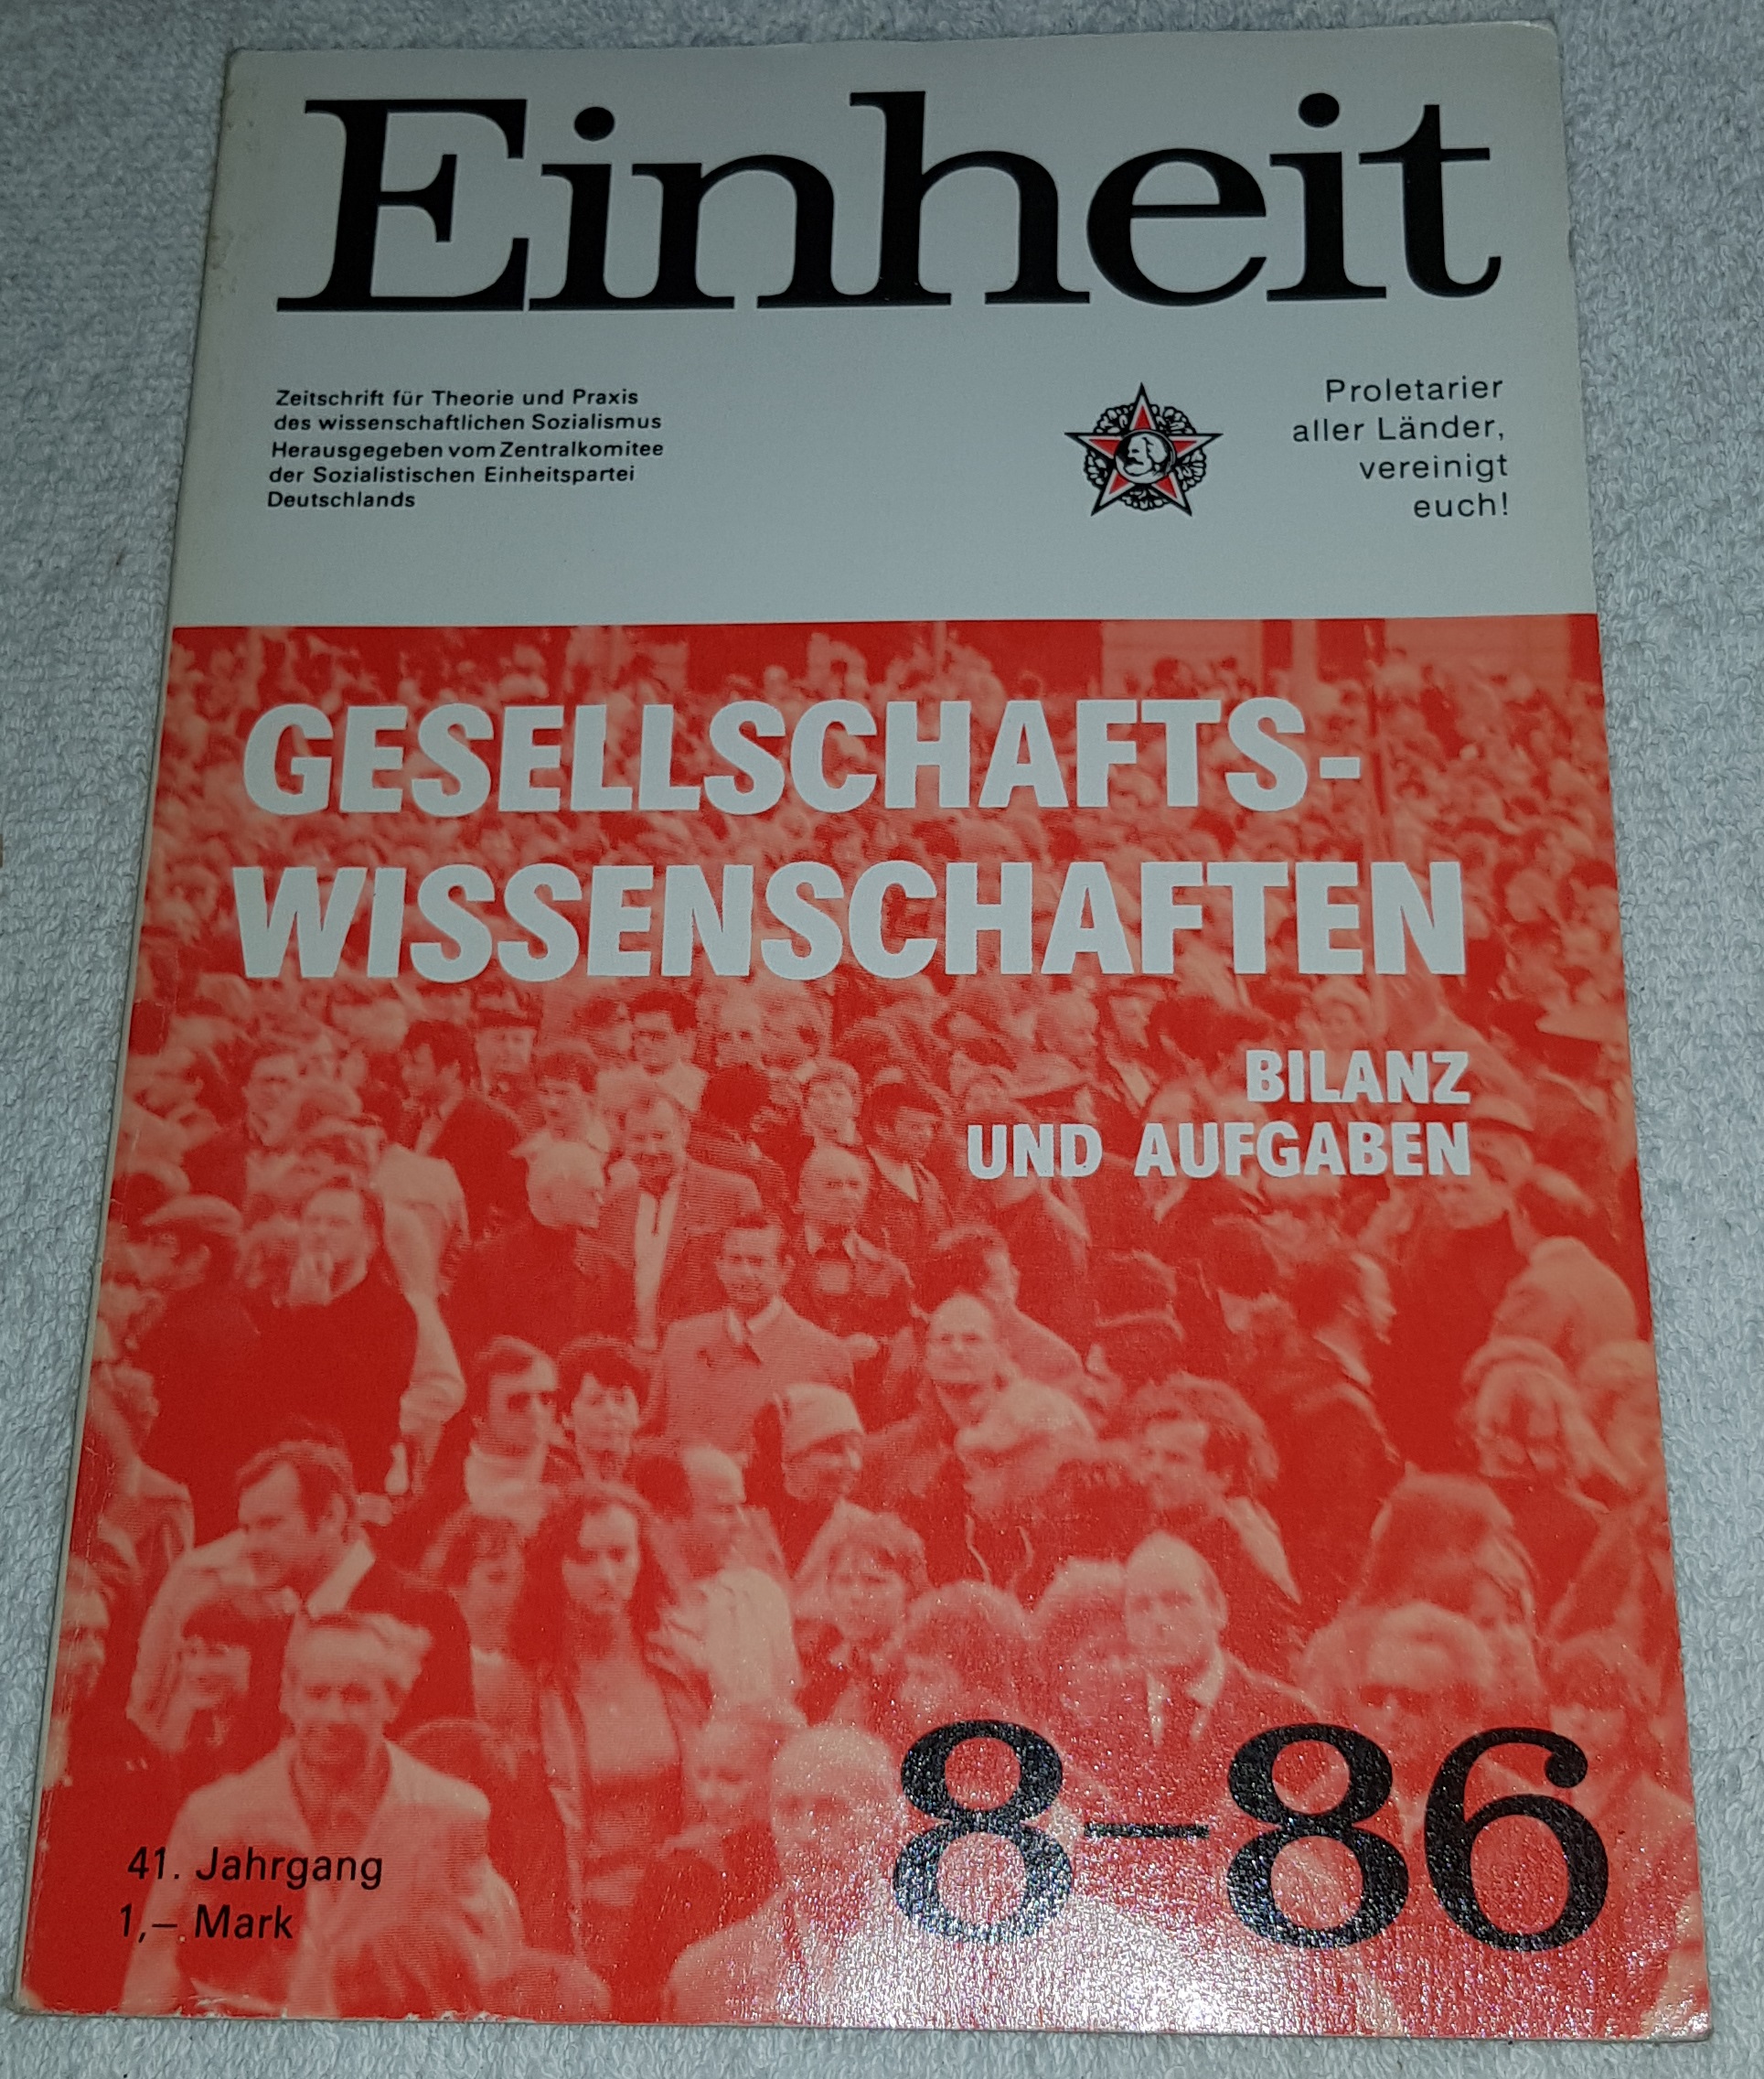 Einheit
Zeitschrift für Theorie und Praxis
des wissenschaftlichen Sozialismus
Herausgegeben vom Zentralkomitee
der Sozialistischen Einheitspartei
Deutschlands
Proletarier
aller Länder,
vereinigt
euch!
GESELLSCHAFTS-
WISSENSCHAFTEN
BILANZ
UND AUFGABEN
41. Jahrgang
1,– Mark
8–86